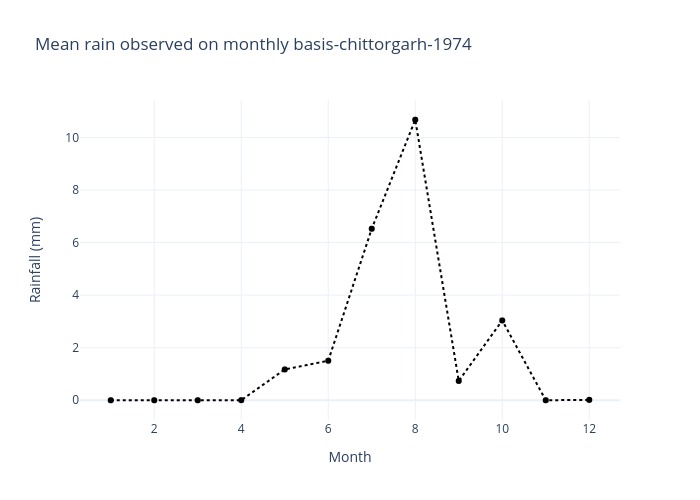 Mean rain observed on monthly basis-chittorgarh-1974
10
8
6
4
2
0
Rainfall (mm)
2 4 6 8 10 12
Month